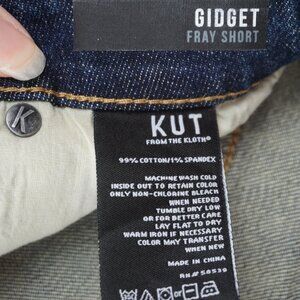 GIDGET
FRAY SHORT
K
KUT
FROM THE KLOTH®
99% COTTON/1% SPANDEX
MACHINE WASH COLD
INSIDE OUT TO RETAIN COLOR
ONLY NON-CHLORINE BLEACH
WHEN NEEDED
TUMBLE DRY LOW
OR FOR BETTER CARE
LAY FLAT TO DRY
WARM IRON IF NECESSARY
COLOR MAY TRANSFER
WHEN NEW
MADE IN CHINA
RN# 58539